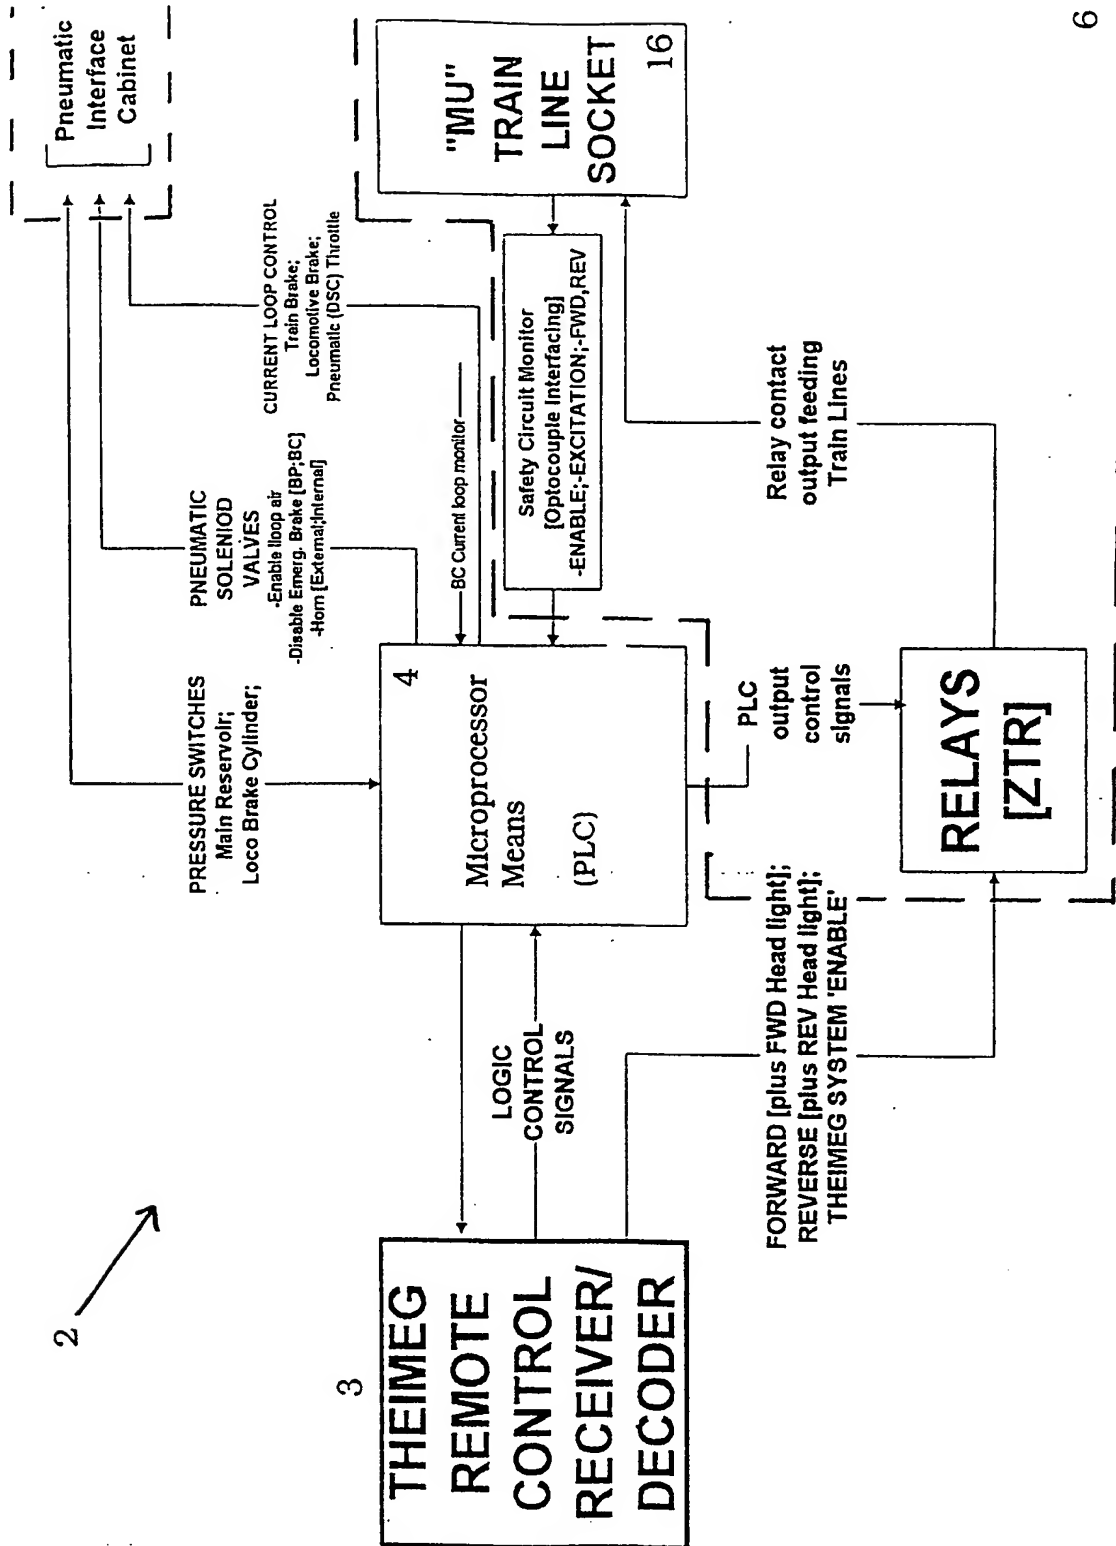 2
3
THEIMEG
REMOTE
CONTROL
RECEIVER/
DECODER
LOGIC
CONTROL
SIGNALS
FORWARD [plus FWD Head light];
REVERSE [plus REV Head light];
THEIMEG SYSTEM 'ENABLE'
4
Microprocessor
Means
(PLC)
PRESSURE SWITCHES
Main Reservoir;
Loco Brake Cylinder;
PNEUMATIC
SOLENIOD
VALVES
-Enable lloop air
-Disable Emerg. Brake [BP;BC]
-Horn [External;Internal]
CURRENT LOOP CONTROL
Train Brake;
Locomotive Brake;
Pneumatic (DSC) Throttle
BC Current loop monitor
Safety Circuit Monitor
[Optocouple Interfacing]
-ENABLE;-EXCITATION;-FWD,REV
PLC
output
control
signals
RELAYS
[ZTR]
Relay contact
output feeding
Train Lines
Pneumatic
Interface
Cabinet
"MU"
TRAIN
LINE
SOCKET
16
6